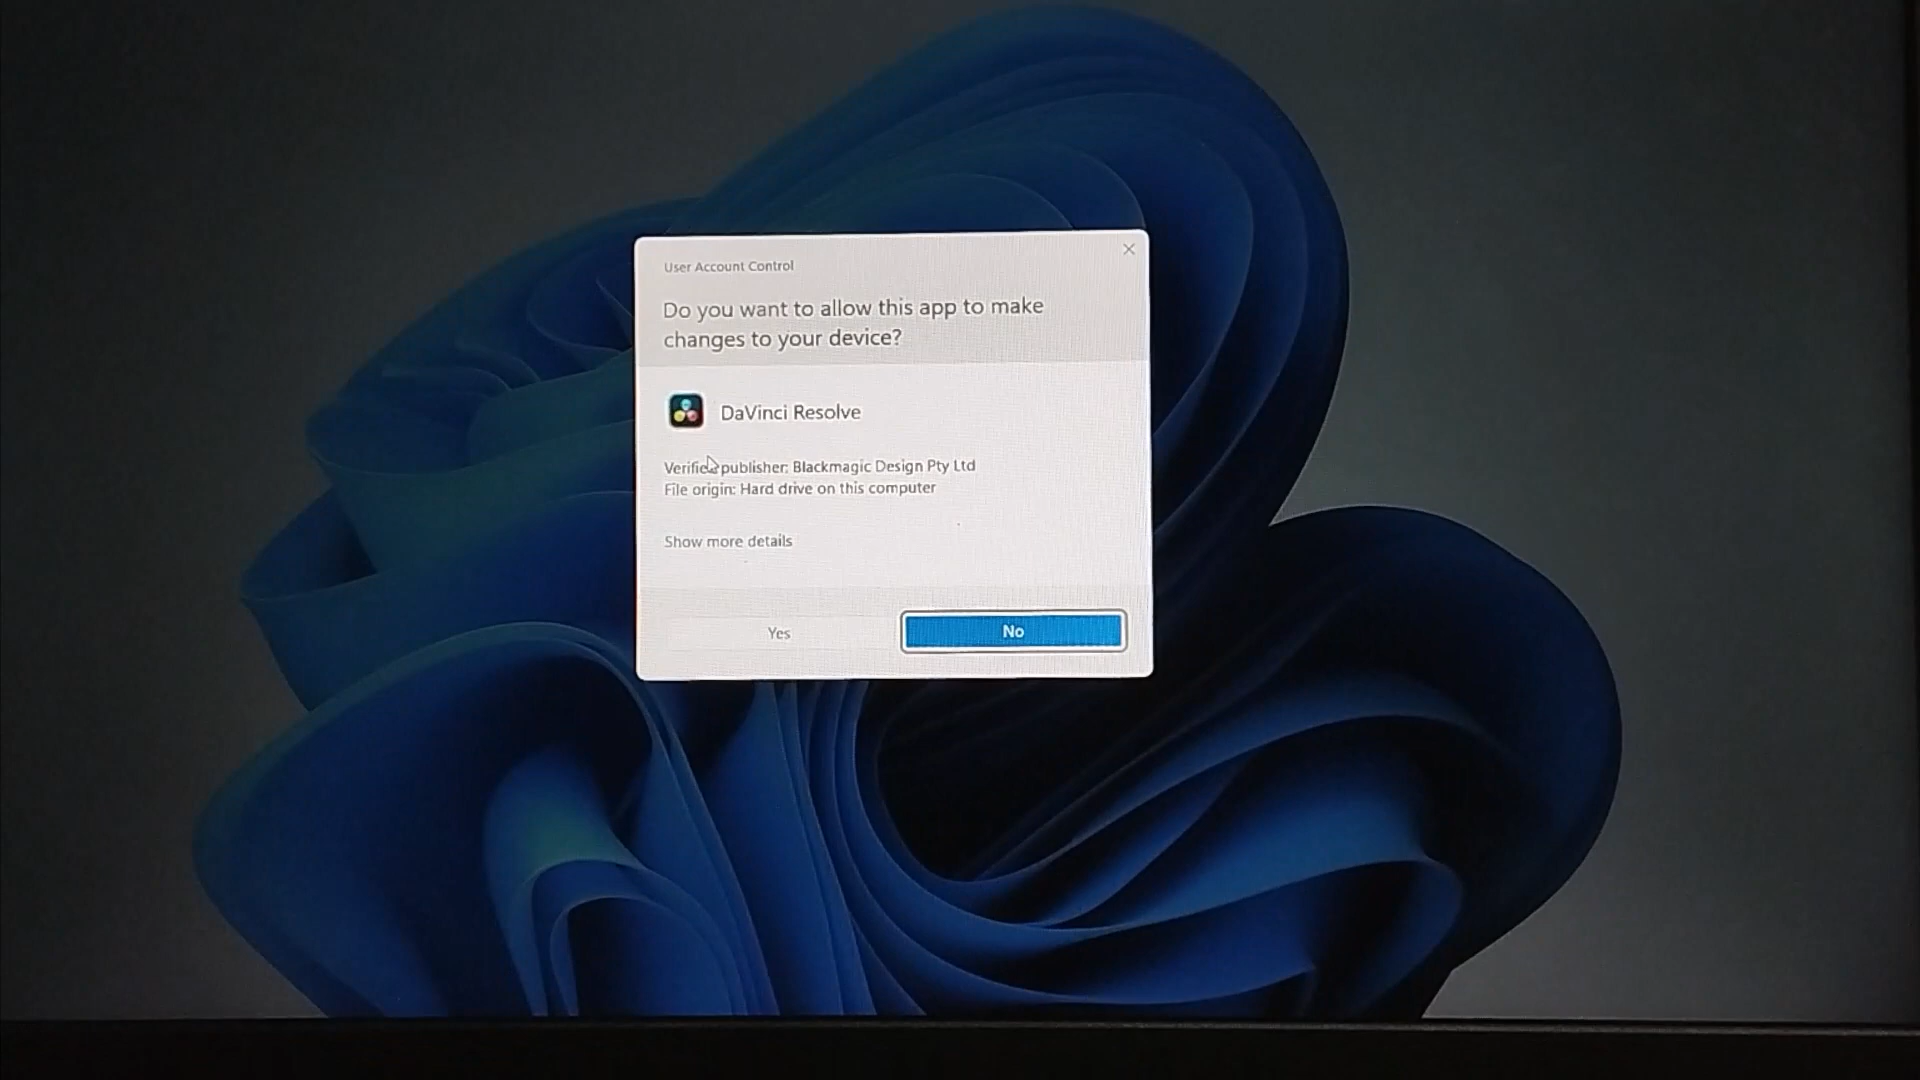 User Account Control
Do you want to allow this app to make
changes to your device?
DaVinci Resolve
Verified publisher: Blackmagic Design Pty Ltd
File origin: Hard drive on this computer
Show more details
Yes
No